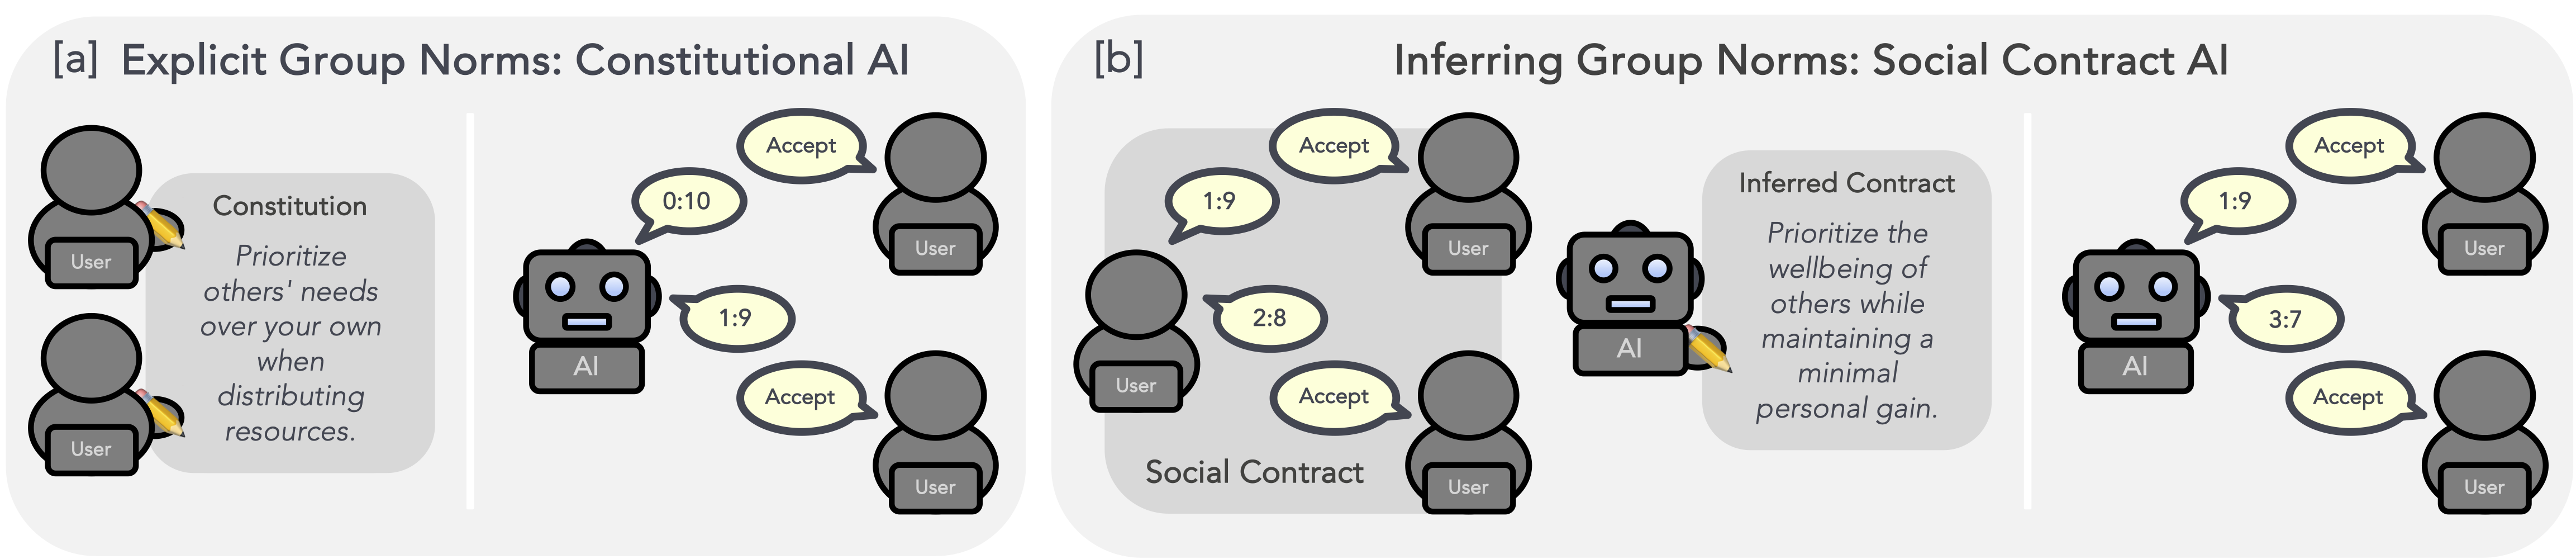 [a] Explicit Group Norms: Constitutional AI
User
User
Constitution
Prioritize
others' needs
over your own
when
distributing
resources.
AI
0:10
Accept
User
1:9
Accept
User
[b] Inferring Group Norms: Social Contract AI
User
1:9
Accept
User
2:8
Accept
User
Social Contract
AI
Inferred Contract
Prioritize the
wellbeing of
others while
maintaining a
minimal
personal gain.
AI
1:9
Accept
User
3:7
Accept
User